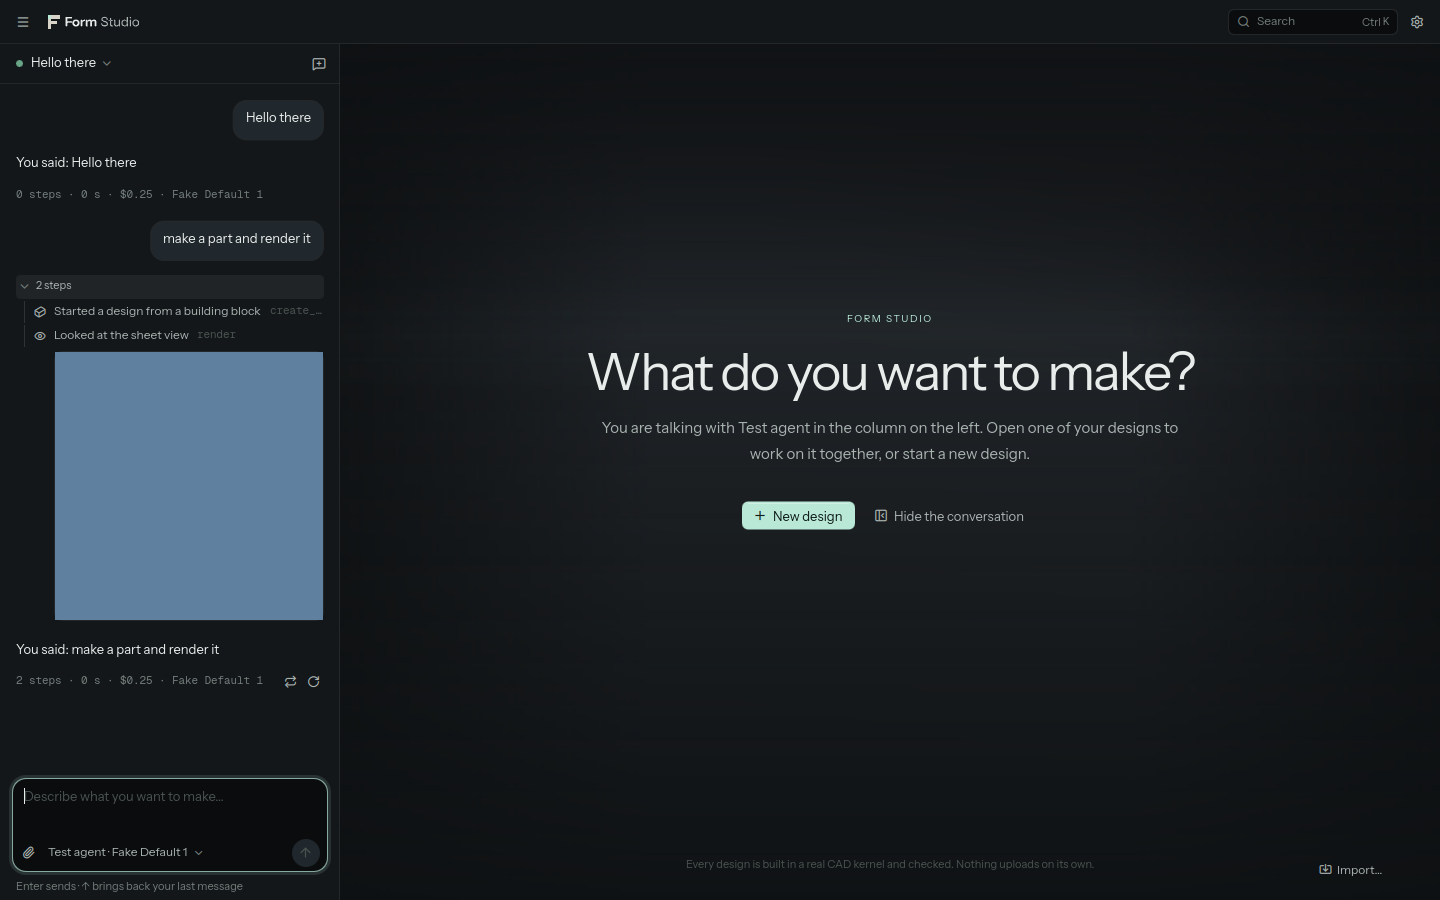 Form Studio
Search Ctrl K
Hello there
Hello there
You said: Hello there
0 steps · 0 s · $0.25 · Fake Default 1
make a part and render it
2 steps
Started a design from a building block create_…
Looked at the sheet view render
You said: make a part and render it
2 steps · 0 s · $0.25 · Fake Default 1
Describe what you want to make…
Test agent · Fake Default 1
Enter sends · ↑ brings back your last message
FORM STUDIO
What do you want to make?
You are talking with Test agent in the column on the left. Open one of your designs to
work on it together, or start a new design.
New design
Hide the conversation
Every design is built in a real CAD kernel and checked. Nothing uploads on its own.
Import…